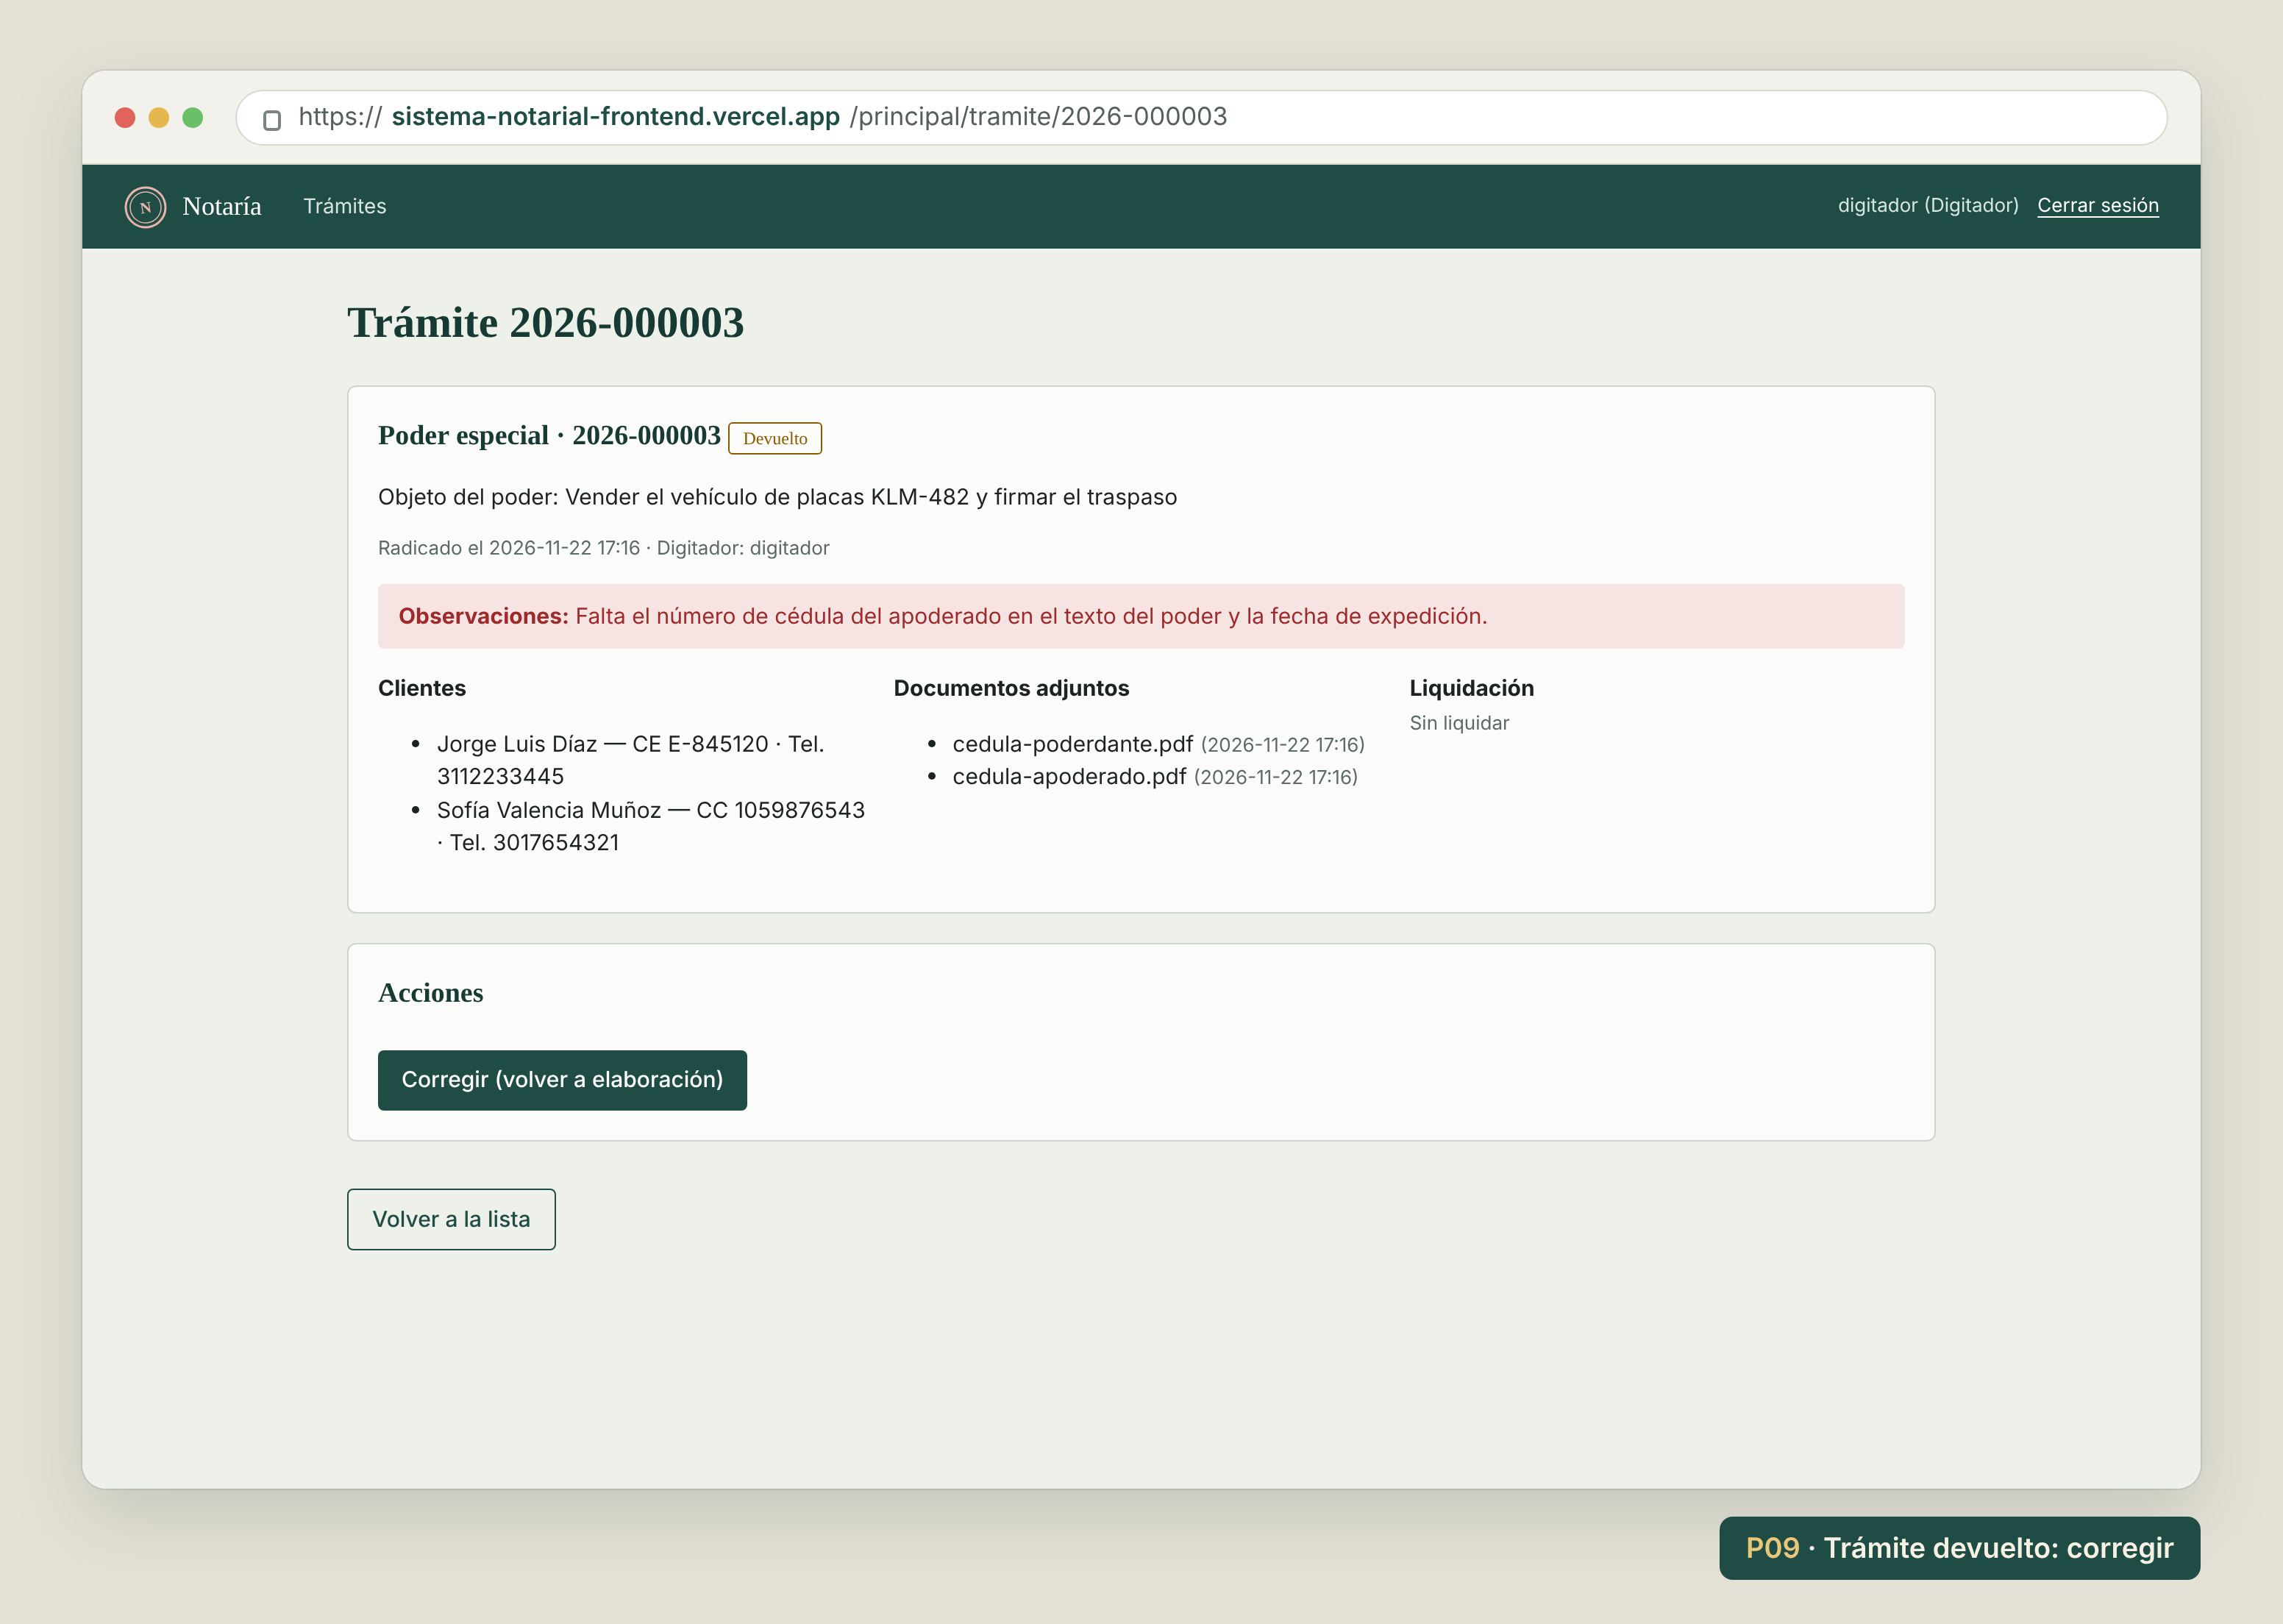 https:// sistema-notarial-frontend.vercel.app /principal/tramite/2026-000003
N Notaría Trámites digitador (Digitador) Cerrar sesión
Trámite 2026-000003
Poder especial · 2026-000003 Devuelto
Objeto del poder: Vender el vehículo de placas KLM-482 y firmar el traspaso
Radicado el 2026-11-22 17:16 · Digitador: digitador
Observaciones: Falta el número de cédula del apoderado en el texto del poder y la fecha de expedición.
Clientes
• Jorge Luis Díaz — CE E-845120 · Tel.
3112233445
• Sofía Valencia Muñoz — CC 1059876543
· Tel. 3017654321
Documentos adjuntos
• cedula-poderdante.pdf (2026-11-22 17:16)
• cedula-apoderado.pdf (2026-11-22 17:16)
Liquidación
Sin liquidar
Acciones
Corregir (volver a elaboración)
Volver a la lista
P09 · Trámite devuelto: corregir